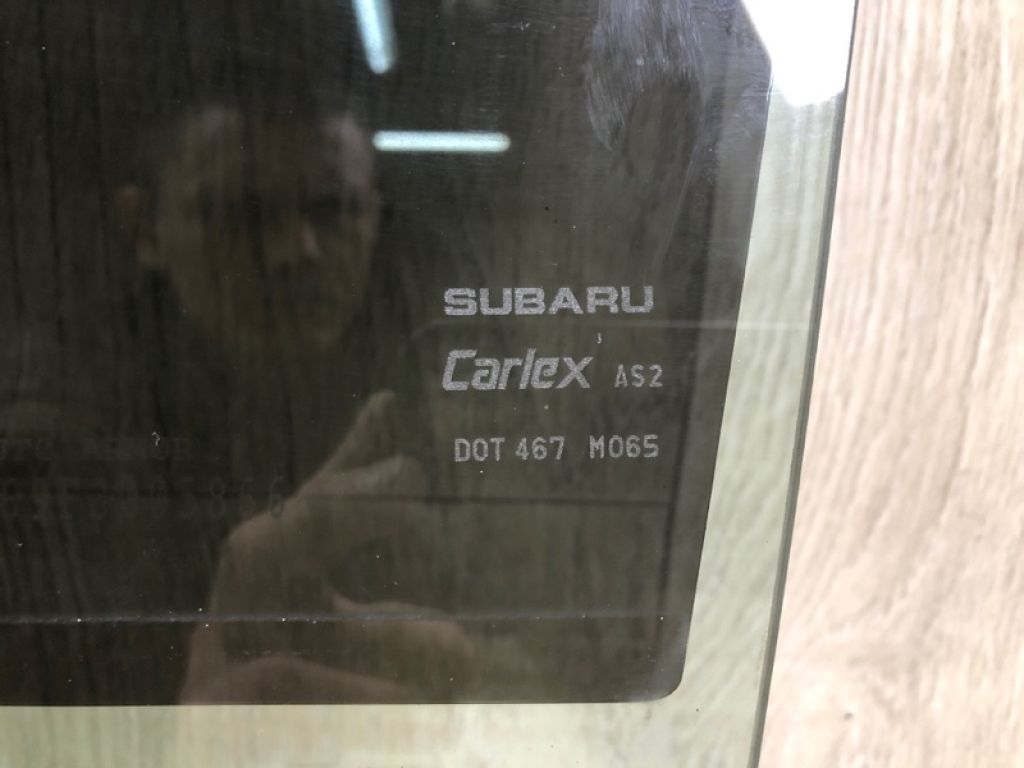 SUBARU
Carlex AS2
DOT 467 M065